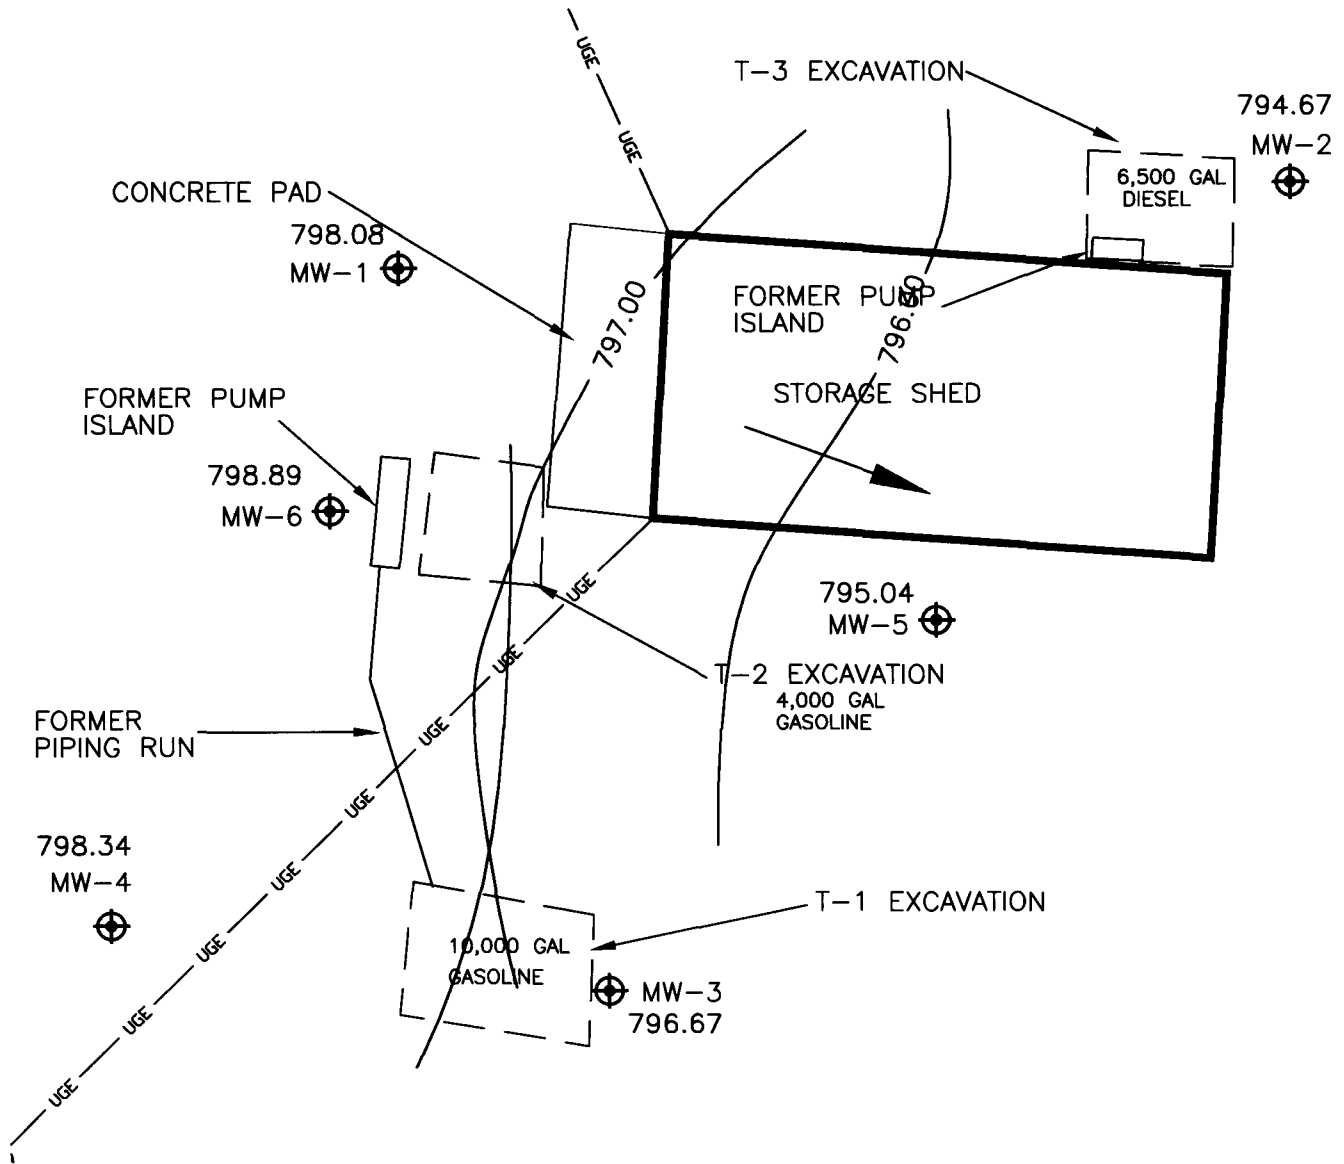 UGE
T-3 EXCAVATION
794.67
MW-2
UGE
6,500 GAL
DIESEL
CONCRETE PAD
798.08
MW-1
797.00
FORMER PUMP
ISLAND
STORAGE SHED
FORMER PUMP
ISLAND
798.89
MW-6
UGE
795.04
MW-5
UGE
T-2 EXCAVATION
4,000 GAL
GASOLINE
FORMER
PIPING RUN
UGE
UGE
798.34
MW-4
UGE
T-1 EXCAVATION
UGE
10,000 GAL
GASOLINE
MW-3
796.67
UGE
UGE